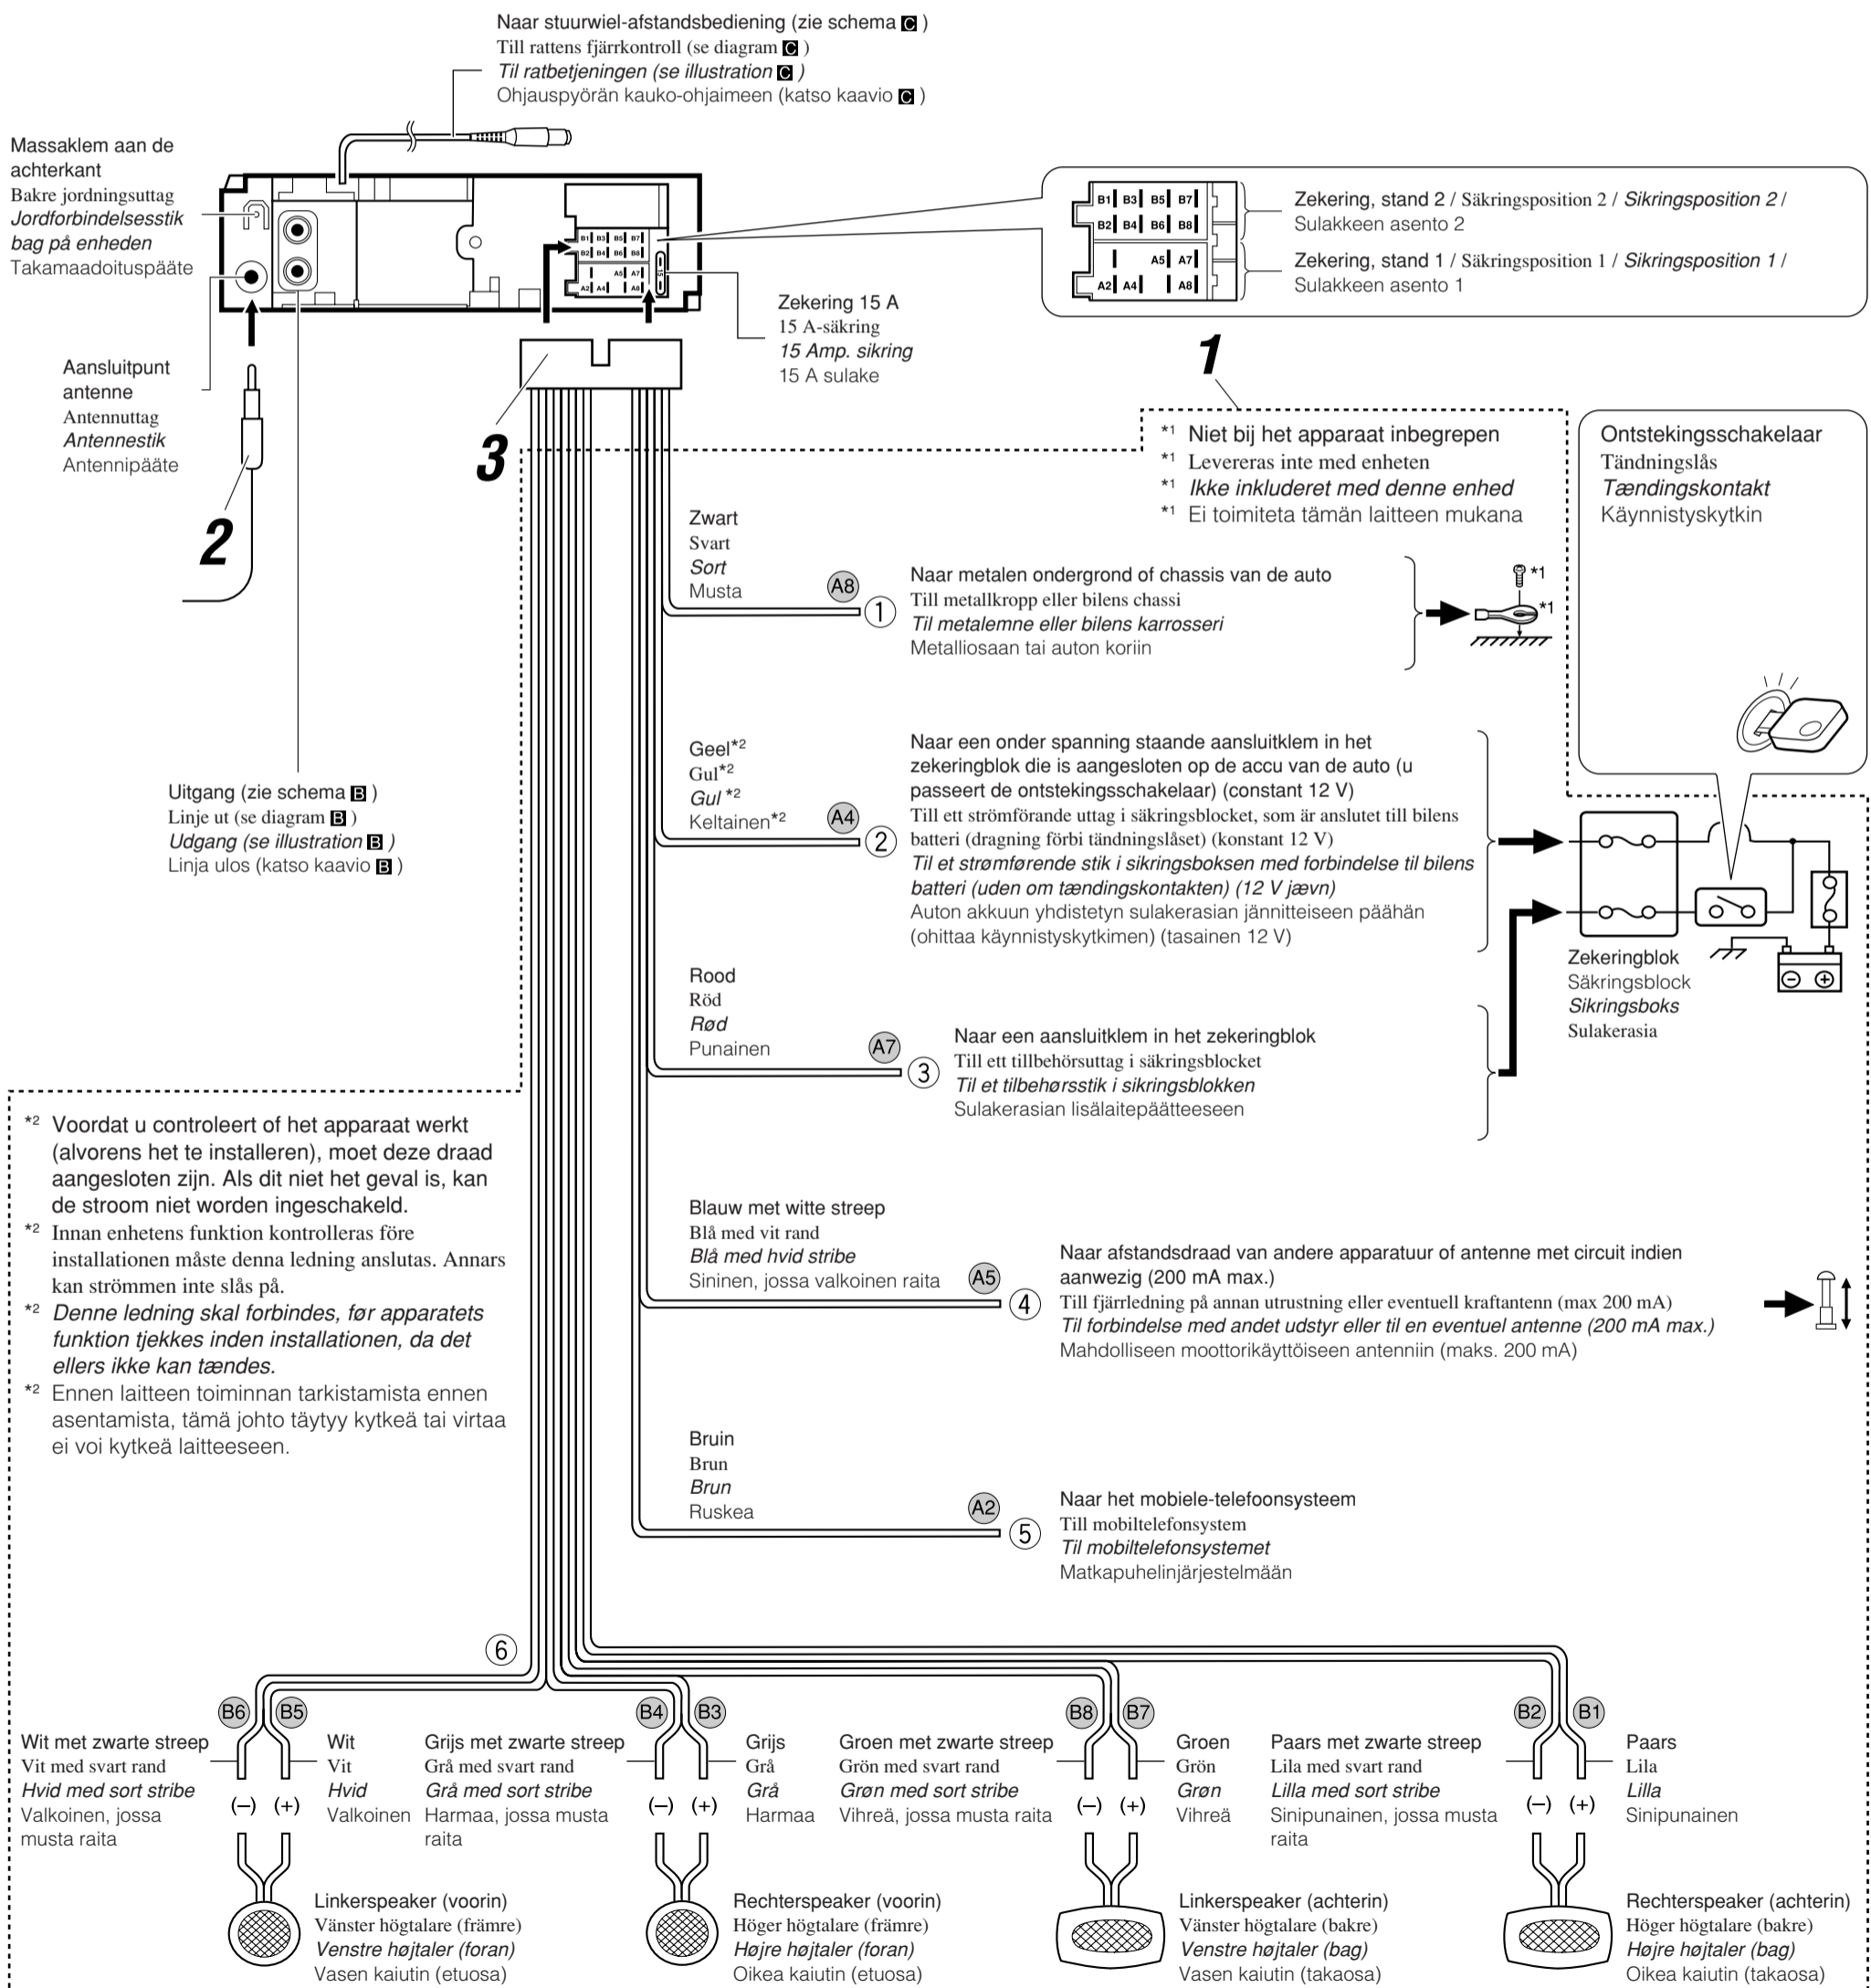 Naar stuurwiel-afstandsbediening (zie schema C )
Till rattens fjärrkontroll (se diagram C )
Til ratbetjeningen (se illustration C )
Ohjauspyörän kauko-ohjaimeen (katso kaavio C )
Massaklem aan de
achterkant
Bakre jordningsuttag
Jordforbindelsesstik
bag på enheden
Takamaadoituspääte
B1 B3 B5 B7
B2 B4 B6 B8
A5 A7
A2 A4 A8
15
B1 B3 B5 B7
B2 B4 B6 B8
A5 A7
A2 A4 A8
Zekering, stand 2 / Säkringsposition 2 / Sikringsposition 2 /
Sulakkeen asento 2
Zekering, stand 1 / Säkringsposition 1 / Sikringsposition 1 /
Sulakkeen asento 1
Zekering 15 A
15 A-säkring
15 Amp. sikring
15 A sulake
1
Aansluitpunt
antenne
Antennuttag
Antennestik
Antennipääte
2
3
*1 Niet bij het apparaat inbegrepen
*1 Levereras inte med enheten
*1 Ikke inkluderet med denne enhed
*1 Ei toimiteta tämän laitteen mukana
Ontstekingsschakelaar
Tändningslås
Tændingskontakt
Käynnistyskytkin
Zwart
Svart
Sort
Musta
A8
1
Naar metalen ondergrond of chassis van de auto
Till metallkropp eller bilens chassi
Til metalemne eller bilens karrosseri
Metalliosaan tai auton koriin
*1
*1
Uitgang (zie schema B )
Linje ut (se diagram B )
Udgang (se illustration B )
Linja ulos (katso kaavio B )
Geel*2
Gul*2
Gul *2
Keltainen*2
A4
2
Naar een onder spanning staande aansluitklem in het
zekeringblok die is aangesloten op de accu van de auto (u
passeert de ontstekingsschakelaar) (constant 12 V)
Till ett strömförande uttag i säkringsblocket, som är anslutet till bilens
batteri (dragning förbi tändningslåset) (konstant 12 V)
Til et strømførende stik i sikringsboksen med forbindelse til bilens
batteri (uden om tændingskontakten) (12 V jævn)
Auton akkuun yhdistetyn sulakerasian jännitteiseen päähän
(ohittaa käynnistyskytkimen) (tasainen 12 V)
Zekeringblok
Säkringsblock
Sikringsboks
Sulakerasia
Rood
Röd
Rød
Punainen
A7
3
Naar een aansluitklem in het zekeringblok
Till ett tillbehörsuttag i säkringsblocket
Til et tilbehørsstik i sikringsblokken
Sulakerasian lisälaitepäätteeseen
*2 Voordat u controleert of het apparaat werkt
(alvorens het te installeren), moet deze draad
aangesloten zijn. Als dit niet het geval is, kan
de stroom niet worden ingeschakeld.
*2 Innan enhetens funktion kontrolleras före
installationen måste denna ledning anslutas. Annars
kan strömmen inte slås på.
*2 Denne ledning skal forbindes, før apparatets
funktion tjekkes inden installationen, da det
ellers ikke kan tændes.
*2 Ennen laitteen toiminnan tarkistamista ennen
asentamista, tämä johto täytyy kytkeä tai virtaa
ei voi kytkeä laitteeseen.
Blauw met witte streep
Blå med vit rand
Blå med hvid stribe
Sininen, jossa valkoinen raita
A5
4
Naar afstandsdraad van andere apparatuur of antenne met circuit indien
aanwezig (200 mA max.)
Till fjärrledning på annan utrustning eller eventuell kraftantenn (max 200 mA)
Til forbindelse med andet udstyr eller til en eventuel antenne (200 mA max.)
Mahdolliseen moottorikäyttöiseen antenniin (maks. 200 mA)
Bruin
Brun
Brun
Ruskea
A2
5
Naar het mobiele-telefoonsysteem
Till mobiltelefonsystem
Til mobiltelefonsystemet
Matkapuhelinjärjestelmään
6
B6 B5
Wit met zwarte streep
Vit med svart rand
Hvid med sort stribe
Valkoinen, jossa
musta raita
(–) (+)
Wit
Vit
Hvid
Valkoinen
B4 B3
Grijs met zwarte streep
Grå med svart rand
Grå med sort stribe
Harmaa, jossa musta
raita
(–) (+)
Grijs
Grå
Grå
Harmaa
B8 B7
Groen met zwarte streep
Grön med svart rand
Grøn med sort stribe
Vihreä, jossa musta raita
(–) (+)
Groen
Grön
Grøn
Vihreä
B2 B1
Paars met zwarte streep
Lila med svart rand
Lilla med sort stribe
Sinipunainen, jossa musta
raita
(–) (+)
Paars
Lila
Lilla
Sinipunainen
Linkerspeaker (voorin)
Vänster högtalare (främre)
Venstre højtaler (foran)
Vasen kaiutin (etuosa)
Rechterspeaker (voorin)
Höger högtalare (främre)
Højre højtaler (foran)
Oikea kaiutin (etuosa)
Linkerspeaker (achterin)
Vänster högtalare (bakre)
Venstre højtaler (bag)
Vasen kaiutin (takaosa)
Rechterspeaker (achterin)
Höger högtalare (bakre)
Højre højtaler (bag)
Oikea kaiutin (takaosa)